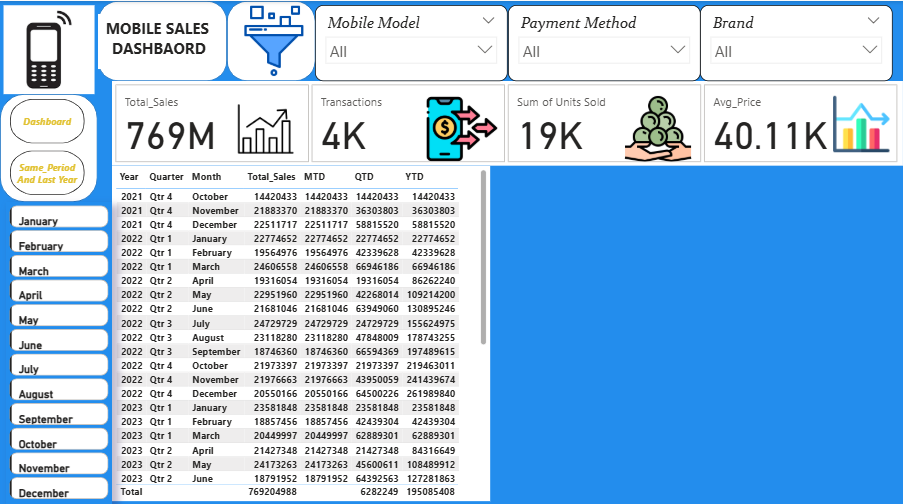 MOBILE SALES
DASHBAORD
Mobile Model
All
Payment Method
All
Brand
All
Dashboard
Same_Period
And Last Year
Total_Sales
769M
Transactions
4K
$
Sum of Units Sold
19K
Avg_Price
40.11K
January
February
March
April
May
June
July
August
September
October
November
December
Year Quarter Month Total_Sales MTD QTD YTD
2021 Qtr 4 October 14420433 14420433 14420433 14420433
2021 Qtr 4 November 21883370 21883370 36303803 36303803
2021 Qtr 4 December 22511717 22511717 58815520 58815520
2022 Qtr 1 January 22774652 22774652 22774652 22774652
2022 Qtr 1 February 19564976 19564976 42339628 42339628
2022 Qtr 1 March 24606558 24606558 66946186 66946186
2022 Qtr 2 April 19316054 19316054 19316054 86262240
2022 Qtr 2 May 22951960 22951960 42268014 109214200
2022 Qtr 2 June 21681046 21681046 63949060 130895246
2022 Qtr 3 July 24729729 24729729 24729729 155624975
2022 Qtr 3 August 23118280 23118280 47848009 178743255
2022 Qtr 3 September 18746360 18746360 66594369 197489615
2022 Qtr 4 October 21973397 21973397 21973397 219463011
2022 Qtr 4 November 21976663 21976663 43950059 241439674
2022 Qtr 4 December 20550166 20550166 64500226 261989840
2023 Qtr 1 January 23581848 23581848 23581848 23581848
2023 Qtr 1 February 18857456 18857456 42439304 42439304
2023 Qtr 1 March 20449997 20449997 62889301 62889301
2023 Qtr 2 April 21427348 21427348 21427348 84316649
2023 Qtr 2 May 24173263 24173263 45600611 108489912
2023 Qtr 2 June 18791952 18791952 64392563 127281863
Total 769204988 6282249 195085408